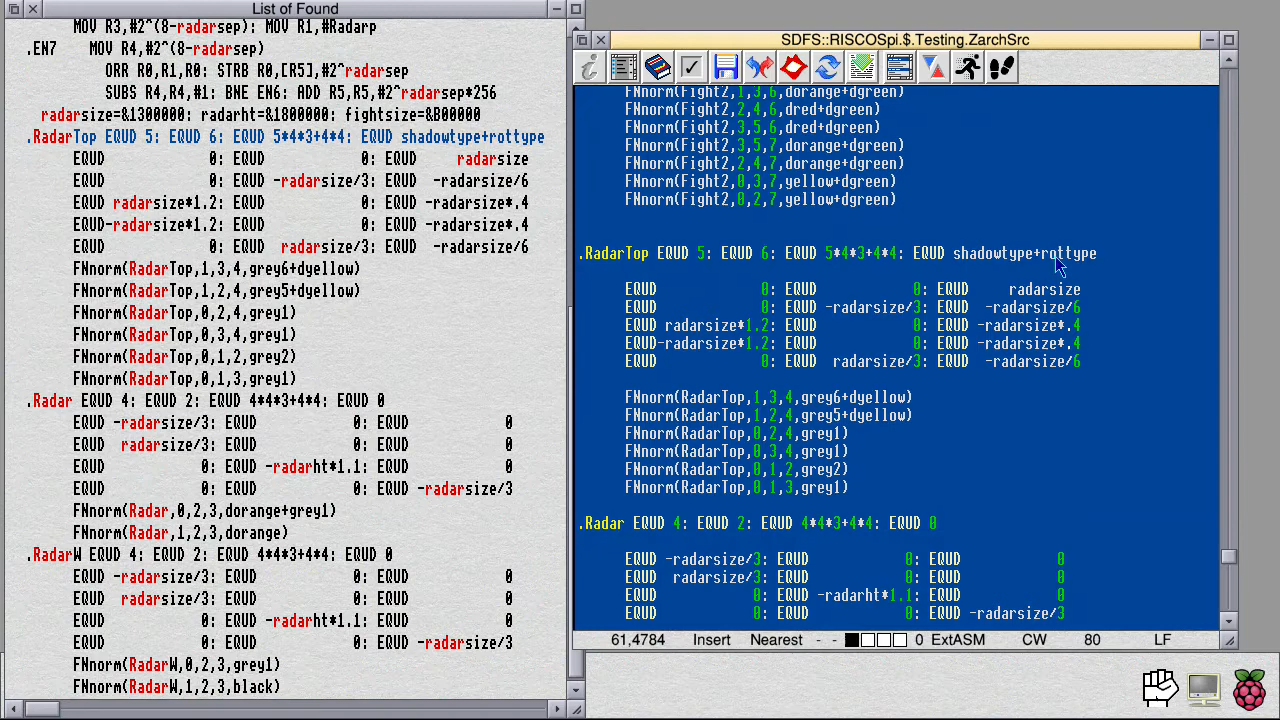 List of Found
MOV R3,#2^(8-radarsep): MOV R1,#Radarp
.EN7    MOV R4,#2^(8-radarsep)
ORR R0,R1,R0: STRB R0,[R5],#2^radarsep
SUBS R4,R4,#1: BNE EN6: ADD R5,R5,#2^radarsep*256
radarsize=&1300000: radarht=&1800000: fightsize=&B00000
.RadarTop EQUD 5: EQUD 6: EQUD 5*4*3+4*4: EQUD shadowtype+rottype
EQUD              0: EQUD             0: EQUD      radarsize
EQUD              0: EQUD -radarsize/3: EQUD   -radarsize/6
EQUD radarsize*1.2: EQUD             0: EQUD  -radarsize*.4
EQUD-radarsize*1.2: EQUD             0: EQUD  -radarsize*.4
EQUD              0: EQUD  radarsize/3: EQUD   -radarsize/6
FNnorm(RadarTop,1,3,4,grey6+dyellow)
FNnorm(RadarTop,1,2,4,grey5+dyellow)
FNnorm(RadarTop,0,2,4,grey1)
FNnorm(RadarTop,0,3,4,grey1)
FNnorm(RadarTop,0,1,2,grey2)
FNnorm(RadarTop,0,1,3,grey1)
.Radar EQUD 4: EQUD 2: EQUD 4*4*3+4*4: EQUD 0
EQUD -radarsize/3: EQUD             0: EQUD             0
EQUD  radarsize/3: EQUD             0: EQUD             0
EQUD             0: EQUD -radarht*1.1: EQUD             0
EQUD             0: EQUD             0: EQUD -radarsize/3
FNnorm(Radar,0,2,3,dorange+grey1)
FNnorm(Radar,1,2,3,dorange)
.RadarW EQUD 4: EQUD 2: EQUD 4*4*3+4*4: EQUD 0
EQUD -radarsize/3: EQUD             0: EQUD             0
EQUD  radarsize/3: EQUD             0: EQUD             0
EQUD             0: EQUD -radarht*1.1: EQUD             0
EQUD             0: EQUD             0: EQUD -radarsize/3
FNnorm(RadarW,0,2,3,grey1)
FNnorm(RadarW,1,2,3,black)
SDFS::RISCOSpi.$.Testing.ZarchSrc
FNnorm(Fight2,1,3,6,dorange+dgreen)
FNnorm(Fight2,2,4,6,dred+dgreen)
FNnorm(Fight2,3,5,6,dred+dgreen)
FNnorm(Fight2,3,5,7,dorange+dgreen)
FNnorm(Fight2,2,4,7,dorange+dgreen)
FNnorm(Fight2,0,3,7,yellow+dgreen)
FNnorm(Fight2,0,2,7,yellow+dgreen)
.RadarTop EQUD 5: EQUD 6: EQUD 5*4*3+4*4: EQUD shadowtype+rottype
EQUD              0: EQUD             0: EQUD      radarsize
EQUD              0: EQUD -radarsize/3: EQUD   -radarsize/6
EQUD radarsize*1.2: EQUD             0: EQUD  -radarsize*.4
EQUD-radarsize*1.2: EQUD             0: EQUD  -radarsize*.4
EQUD              0: EQUD  radarsize/3: EQUD   -radarsize/6
FNnorm(RadarTop,1,3,4,grey6+dyellow)
FNnorm(RadarTop,1,2,4,grey5+dyellow)
FNnorm(RadarTop,0,2,4,grey1)
FNnorm(RadarTop,0,3,4,grey1)
FNnorm(RadarTop,0,1,2,grey2)
FNnorm(RadarTop,0,1,3,grey1)
.Radar EQUD 4: EQUD 2: EQUD 4*4*3+4*4: EQUD 0
EQUD -radarsize/3: EQUD             0: EQUD             0
EQUD  radarsize/3: EQUD             0: EQUD             0
EQUD             0: EQUD -radarht*1.1: EQUD             0
EQUD             0: EQUD             0: EQUD -radarsize/3
61,4784 Insert Nearest - - 0 ExtASM CW 80 LF